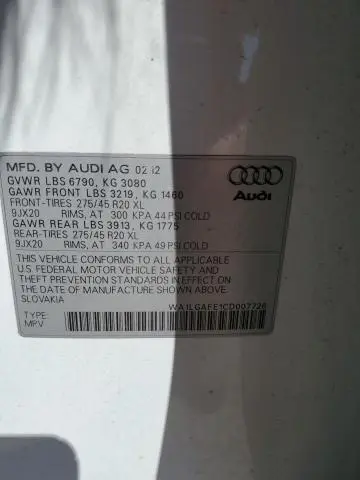 MFD. BY AUDI AG 02 12
GVWR LBS 6790, KG 3080
GAWR FRONT LBS 3219, KG 1460
FRONT-TIRES 275/45 R20 XL
9JX20 RIMS, AT 300 KPA 44 PSI COLD
GAWR REAR LBS 3913, KG 1775
REAR-TIRES 275/45 R20 XL
9JX20 RIMS, AT 340 KPA 49 PSI COLD
Audi
THIS VEHICLE CONFORMS TO ALL APPLICABLE
U.S. FEDERAL MOTOR VEHICLE SAFETY AND
THEFT PREVENTION STANDARDS IN EFFECT ON
THE DATE OF MANUFACTURE SHOWN ABOVE.
SLOVAKIA
WA1LGAFE1CD007726
TYPE:
MPV